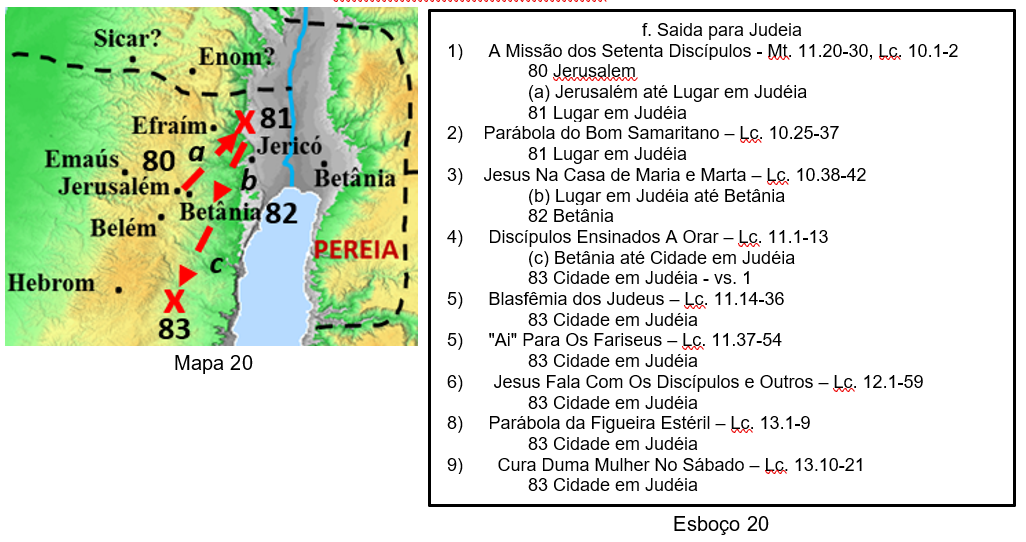 Sicar?
Enom?
Efraím
81
Emaús
80
a
Jericó
Jerusalém
b
Betânia
Betânia
82
Belém
PEREIA
c
Hebrom
83
Mapa 20
f. Saida para Judeia
1) A Missão dos Setenta Discípulos - Mt. 11.20-30, Lc. 10.1-2
80 Jerusalem
(a) Jerusalém até Lugar em Judéia
81 Lugar em Judéia
2) Parábola do Bom Samaritano – Lc. 10.25-37
81 Lugar em Judéia
3) Jesus Na Casa de Maria e Marta – Lc. 10.38-42
(b) Lugar em Judeia até Betânia
82 Betânia
4) Discípulos Ensinados A Orar – Lc. 11.1-13
(c) Betânia até Cidade em Judéia
83 Cidade em Judéia - vs. 1
5) Blasfêmia dos Judeus – Lc. 11.14-36
83 Cidade em Judéia
5) "Ai" Para Os Fariseus – Lc. 11.37-54
83 Cidade em Judéia
6) Jesus Fala Com Os Discípulos e Outros – Lc. 12.1-59
83 Cidade em Judéia
8) Parábola da Figueira Estéril – Lc. 13.1-9
83 Cidade em Judéia
9) Cura Duma Mulher No Sábado – Lc. 13.10-21
83 Cidade em Judéia
Esboço 20